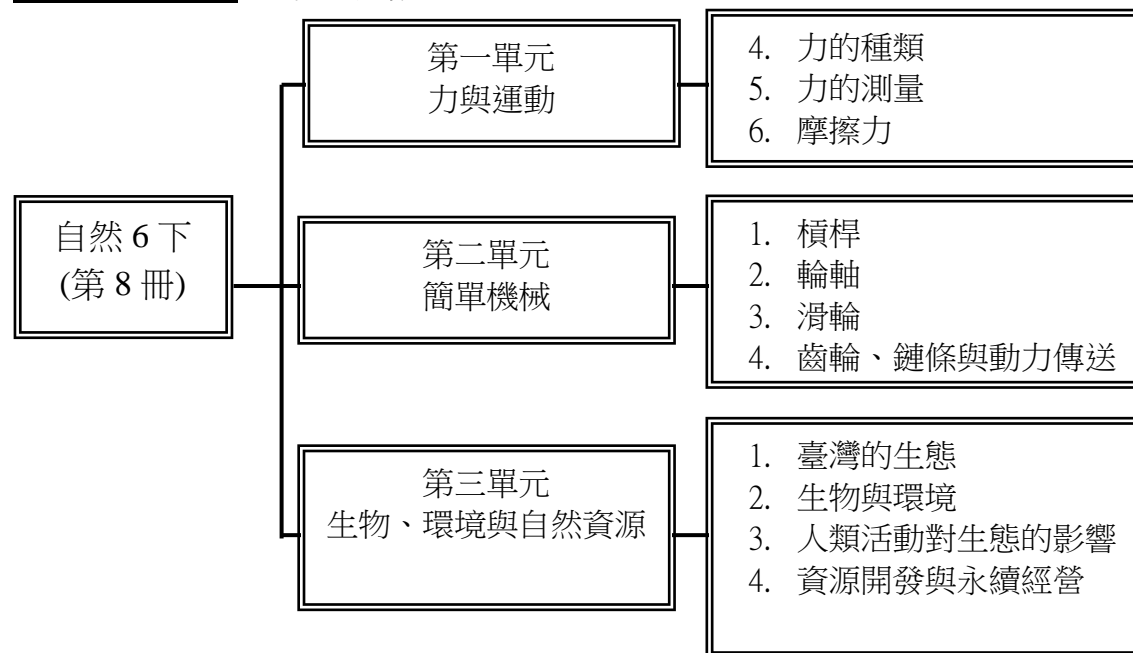 自然 6 下
(第 8 冊)
第一單元
力與運動
4. 力的種類
5. 力的測量
6. 摩擦力
第二單元
簡單機械
1. 槓桿
2. 輪軸
3. 滑輪
4. 齒輪、鏈條與動力傳送
第三單元
生物、環境與自然資源
1. 臺灣的生態
2. 生物與環境
3. 人類活動對生態的影響
4. 資源開發與永續經營